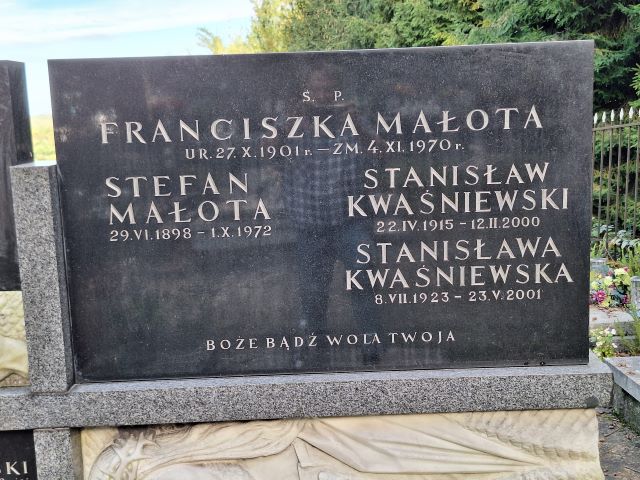 Ś. P.
FRANCISZKA MAŁOTA
UR. 27. X. 1901 r. – ZM. 4. XI. 1970 r.
STEFAN
MAŁOTA
29. VI. 1898 - 1. X. 1972
STANISŁAW
KWAŚNIEWSKI
22. IV. 1915 - 12. II. 2000
STANISŁAWA
KWAŚNIEWSKA
8. VII. 1923 - 23. V. 2001
BOŻE BĄDŹ WOLA TWOJA
SKI